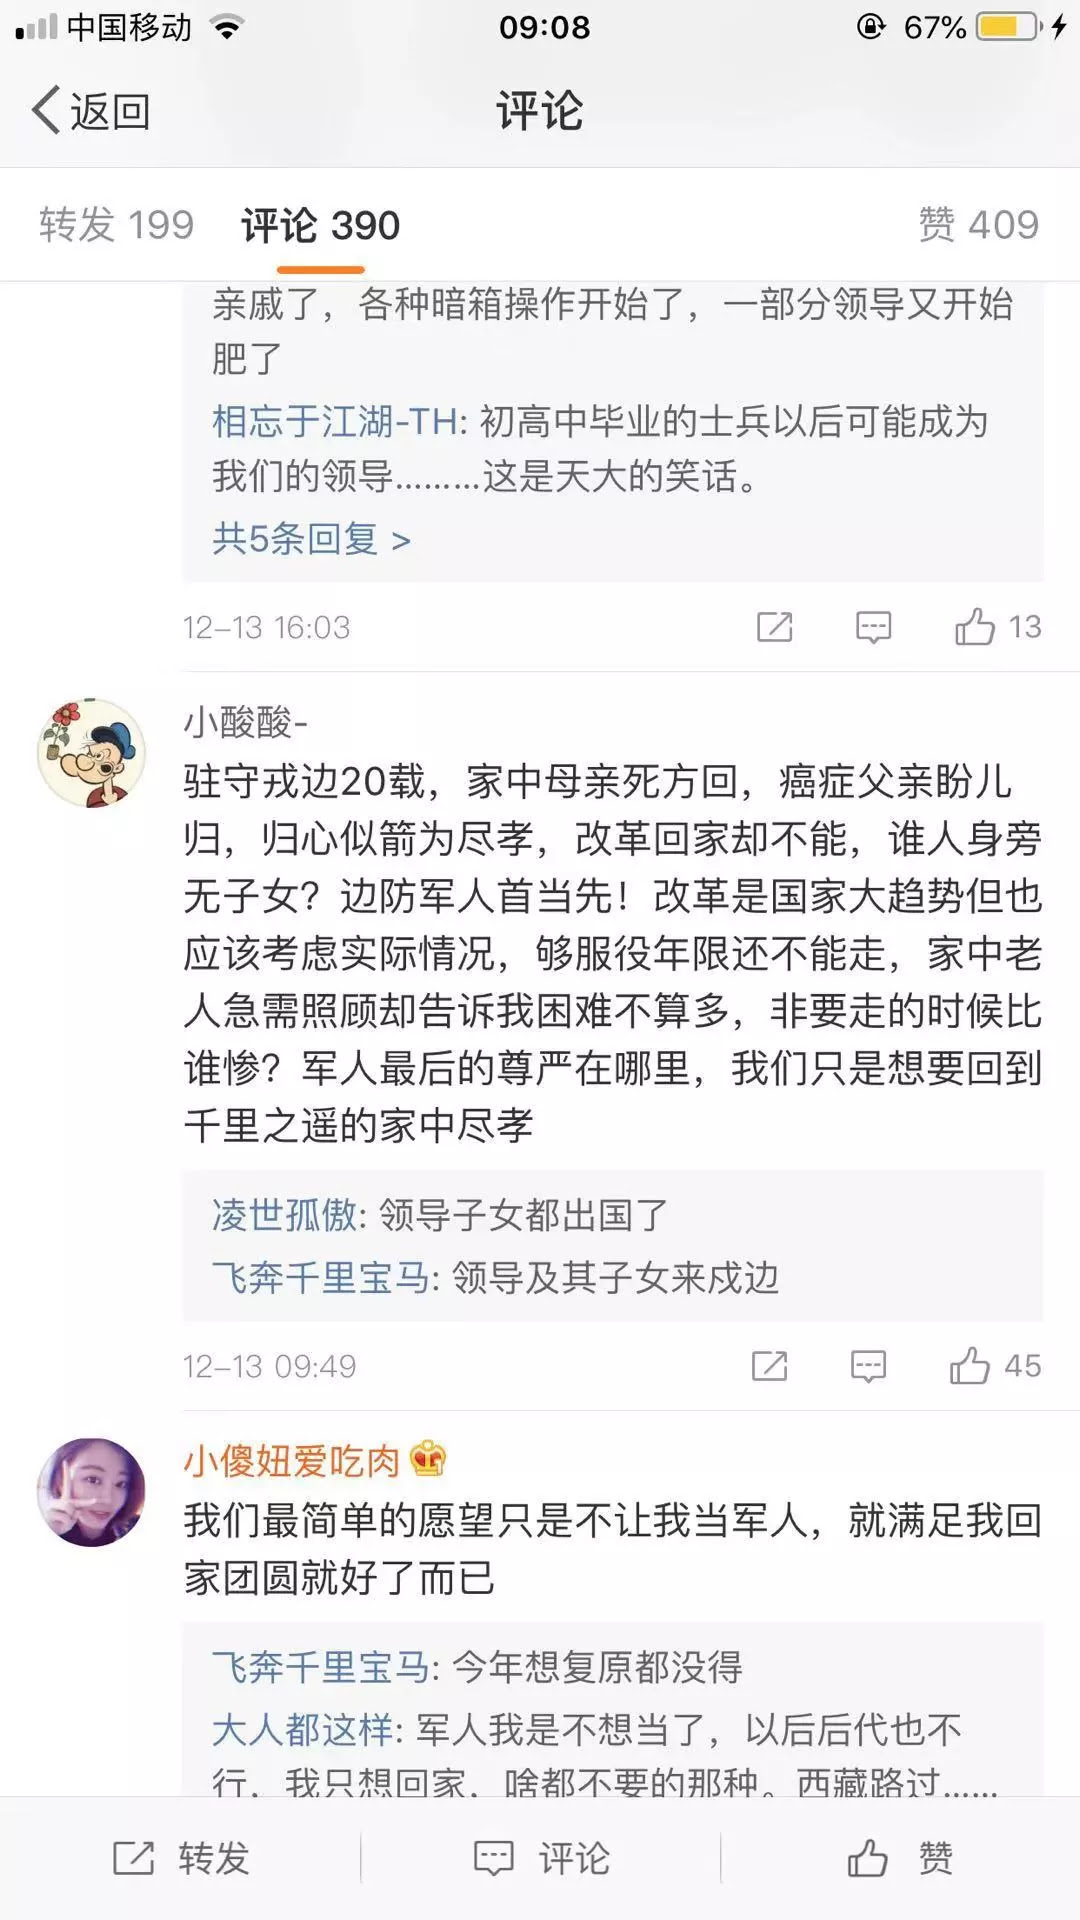 中国移动 09:08 67%
返回 评论
转发 199 评论 390 赞 409
亲戚了，各种暗箱操作开始了，一部分领导又开始
肥了
相忘于江湖-TH: 初高中毕业的士兵以后可能成为
我们的领导………这是天大的笑话。
共5条回复 >
12-13 16:03 13
小酸酸-
驻守戎边20载，家中母亲死方回，癌症父亲盼儿
归，归心似箭为尽孝，改革回家却不能，谁人身旁
无子女？边防军人首当先！改革是国家大趋势但也
应该考虑实际情况，够服役年限还不能走，家中老
人急需照顾却告诉我困难不算多，非要走的时候比
谁惨？军人最后的尊严在哪里，我们只是想要回到
千里之遥的家中尽孝
凌世孤傲: 领导子女都出国了
飞奔千里宝马: 领导及其子女来戍边
12-13 09:49 45
小傻妞爱吃肉
我们最简单的愿望只是不让我当军人，就满足我回
家团圆就好了而已
飞奔千里宝马: 今年想复原都没得
大人都这样: 军人我是不想当了，以后后代也不
行，我只想回家，啥都不要的那种。西藏路过……
转发 评论 赞